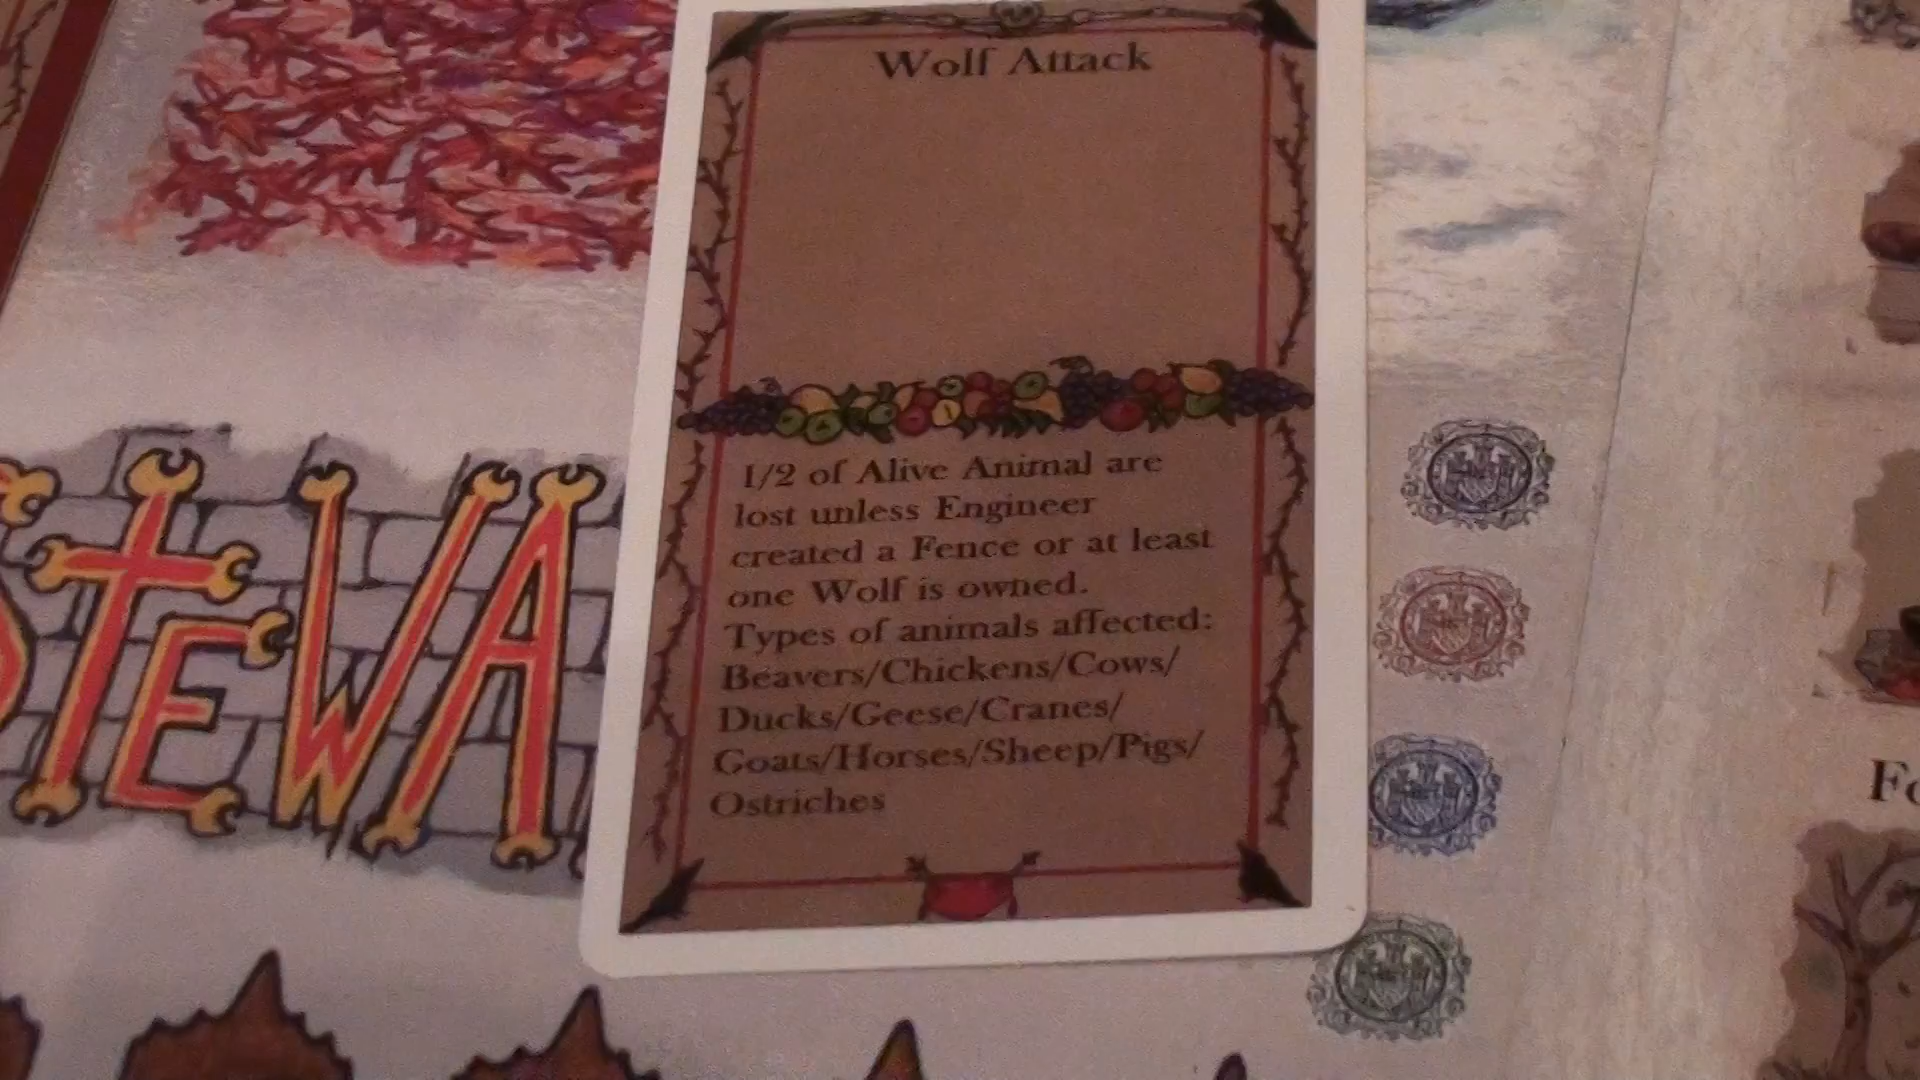 Wolf Attack
1/2 of Alive Animal are
lost unless Engineer
created a Fence or at least
one Wolf is owned.
Types of animals affected:
Beavers/Chickens/Cows/
Ducks/Geese/Cranes/
Goats/Horses/Sheep/Pigs/
Ostriches
STEWA
Fo